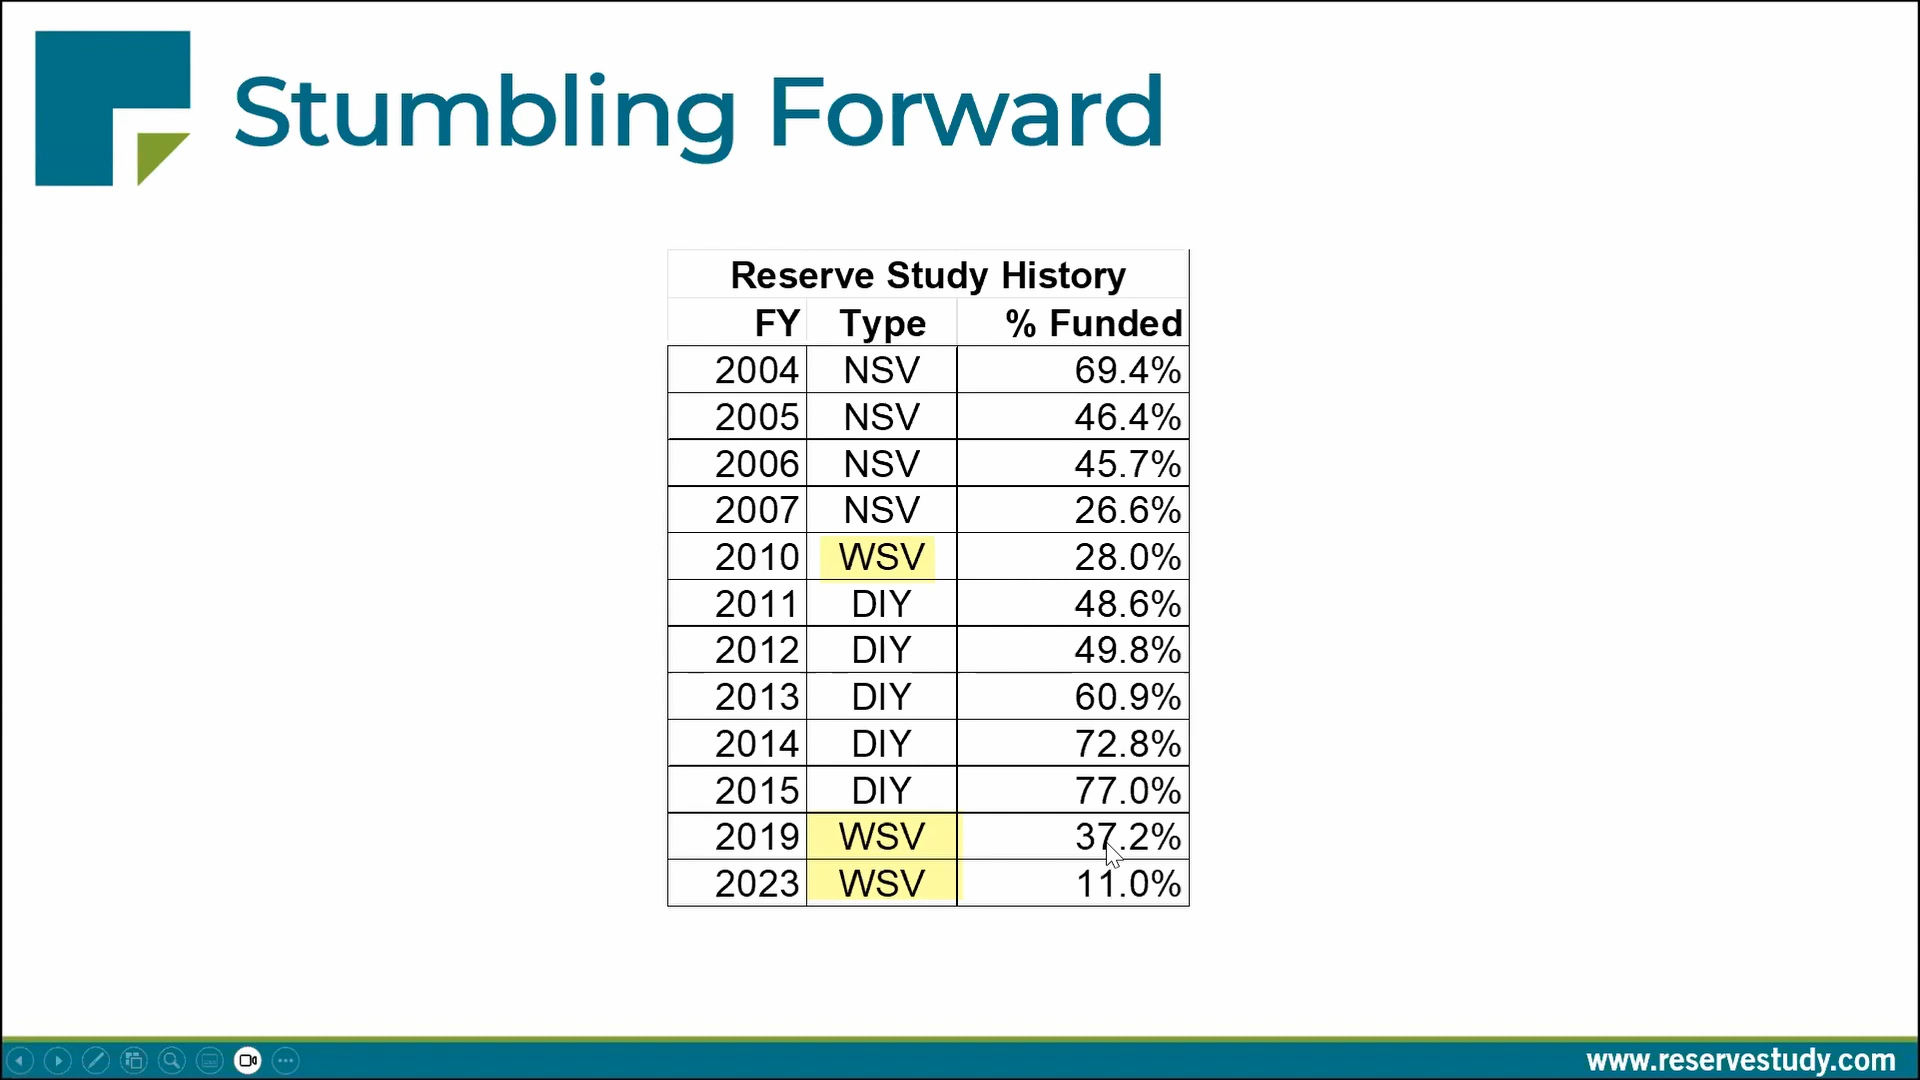 Stumbling Forward
Reserve Study History
FY Type % Funded
2004 NSV 69.4%
2005 NSV 46.4%
2006 NSV 45.7%
2007 NSV 26.6%
2010 WSV 28.0%
2011 DIY 48.6%
2012 DIY 49.8%
2013 DIY 60.9%
2014 DIY 72.8%
2015 DIY 77.0%
2019 WSV 37.2%
2023 WSV 11.0%
www.reservestudy.com